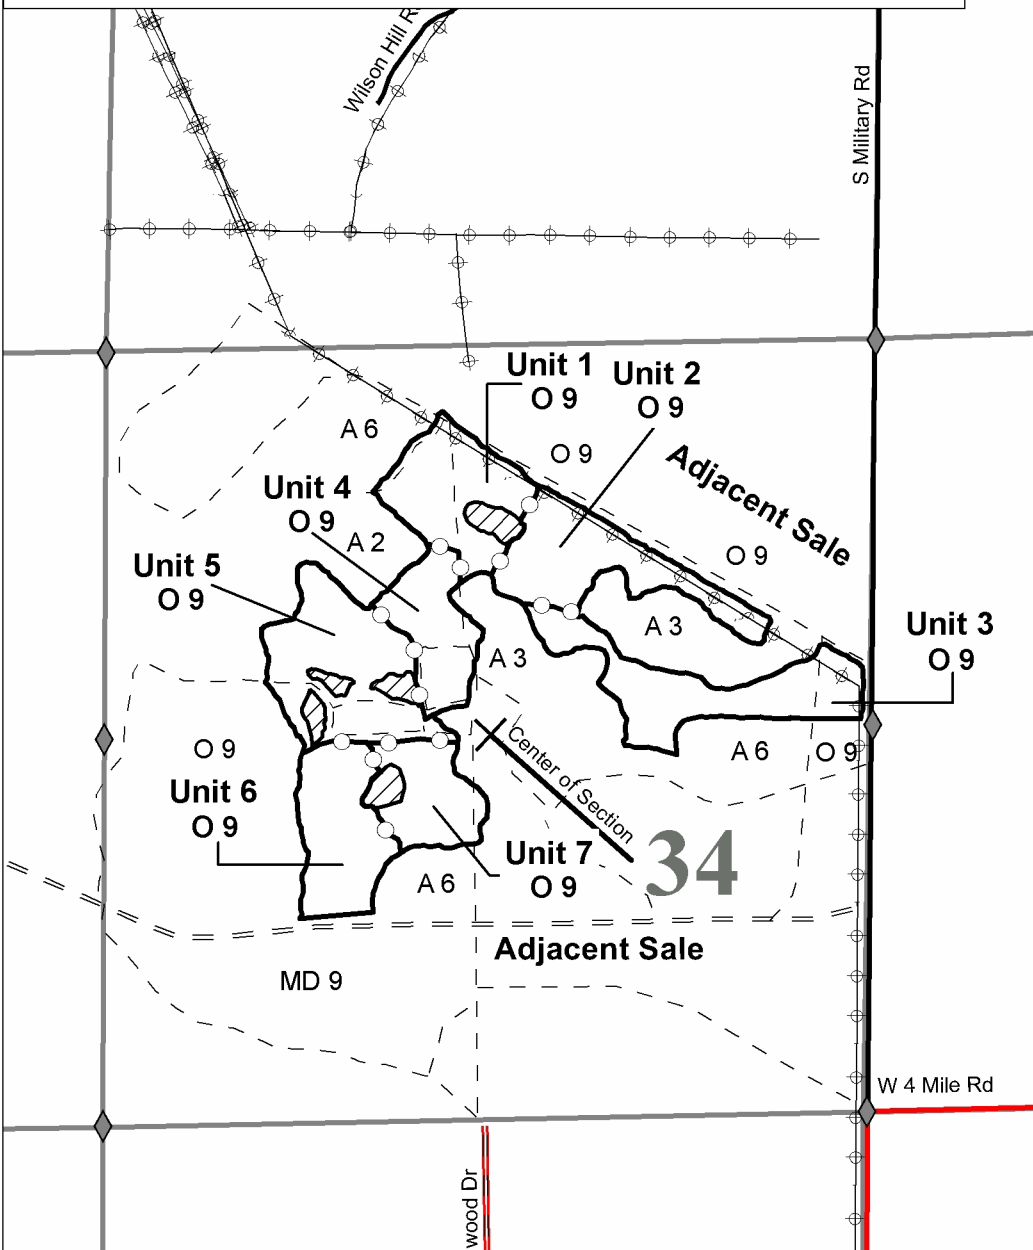 Wilson Hill
S Military Rd
Unit 1
O 9
Unit 2
O 9
A 6
O 9
Adjacent Sale
Unit 4
O 9
A 2
O 9
Unit 5
O 9
A 3
Unit 3
O 9
A 3
O 9
A 6
O 9
Center of Section
Unit 6
O 9
34
Unit 7
O 9
A 6
Adjacent Sale
MD 9
W 4 Mile Rd
wood Dr